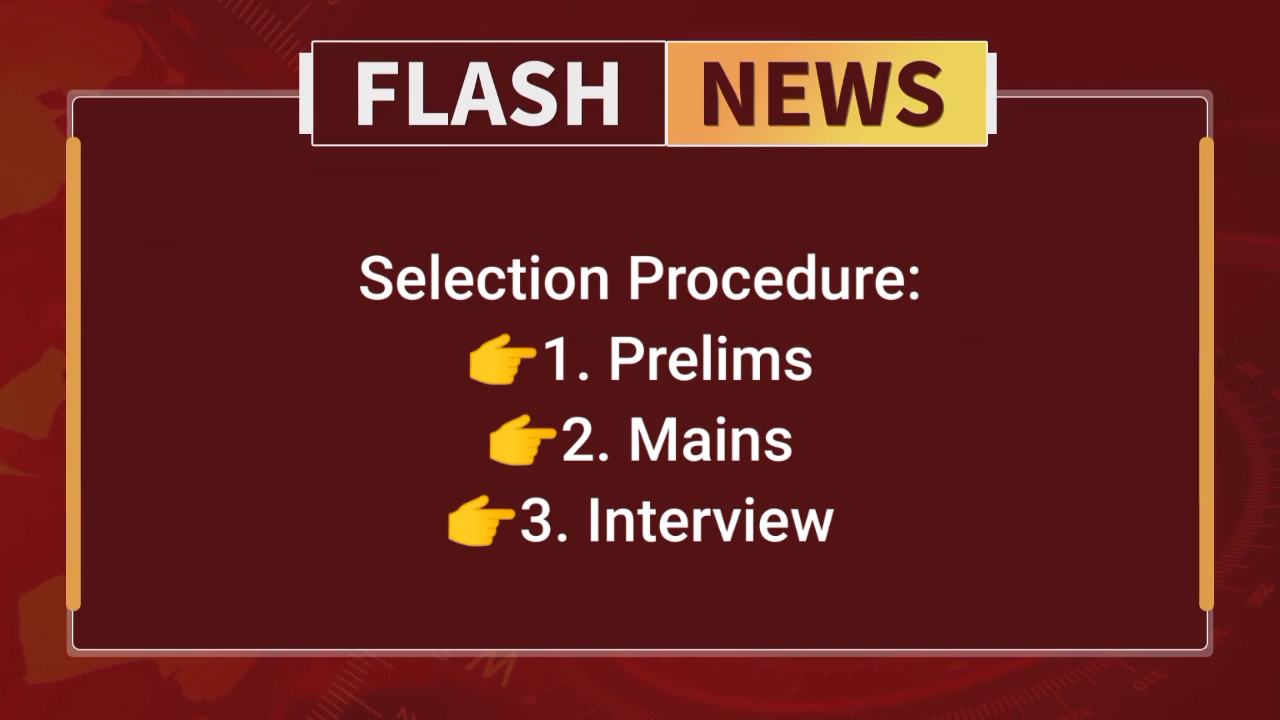 FLASH NEWS
Selection Procedure:
👉1. Prelims
👉2. Mains
👉3. Interview